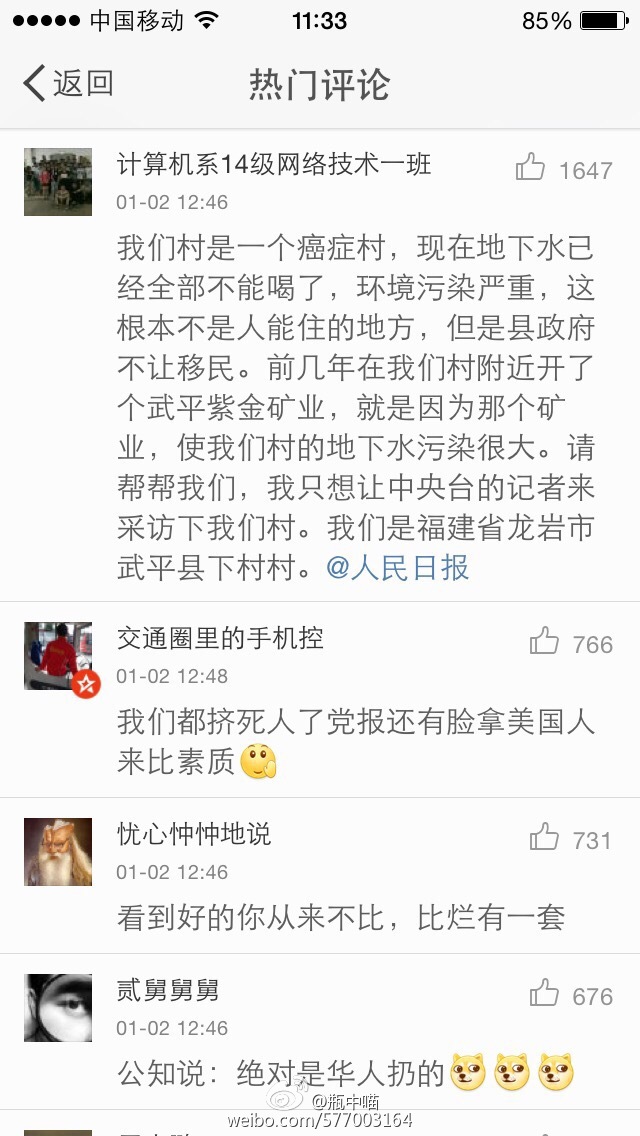 中国移动 11:33 85%
返回 热门评论
计算机系14级网络技术一班 1647
01-02 12:46
我们村是一个癌症村，现在地下水已
经全部不能喝了，环境污染严重，这
根本不是人能住的地方，但是县政府
不让移民。前几年在我们村附近开了
个武平紫金矿业，就是因为那个矿
业，使我们村的地下水污染很大。请
帮帮我们，我只想让中央台的记者来
采访下我们村。我们是福建省龙岩市
武平县下村村。@人民日报
交通圈里的手机控 766
01-02 12:48
我们都挤死人了党报还有脸拿美国人
来比素质
忧心忡忡地说 731
01-02 12:46
看到好的你从来不比，比烂有一套
贰舅舅舅 676
01-02 12:46
公知说：绝对是华人扔的
@瓶中喵
weibo.com/577003164